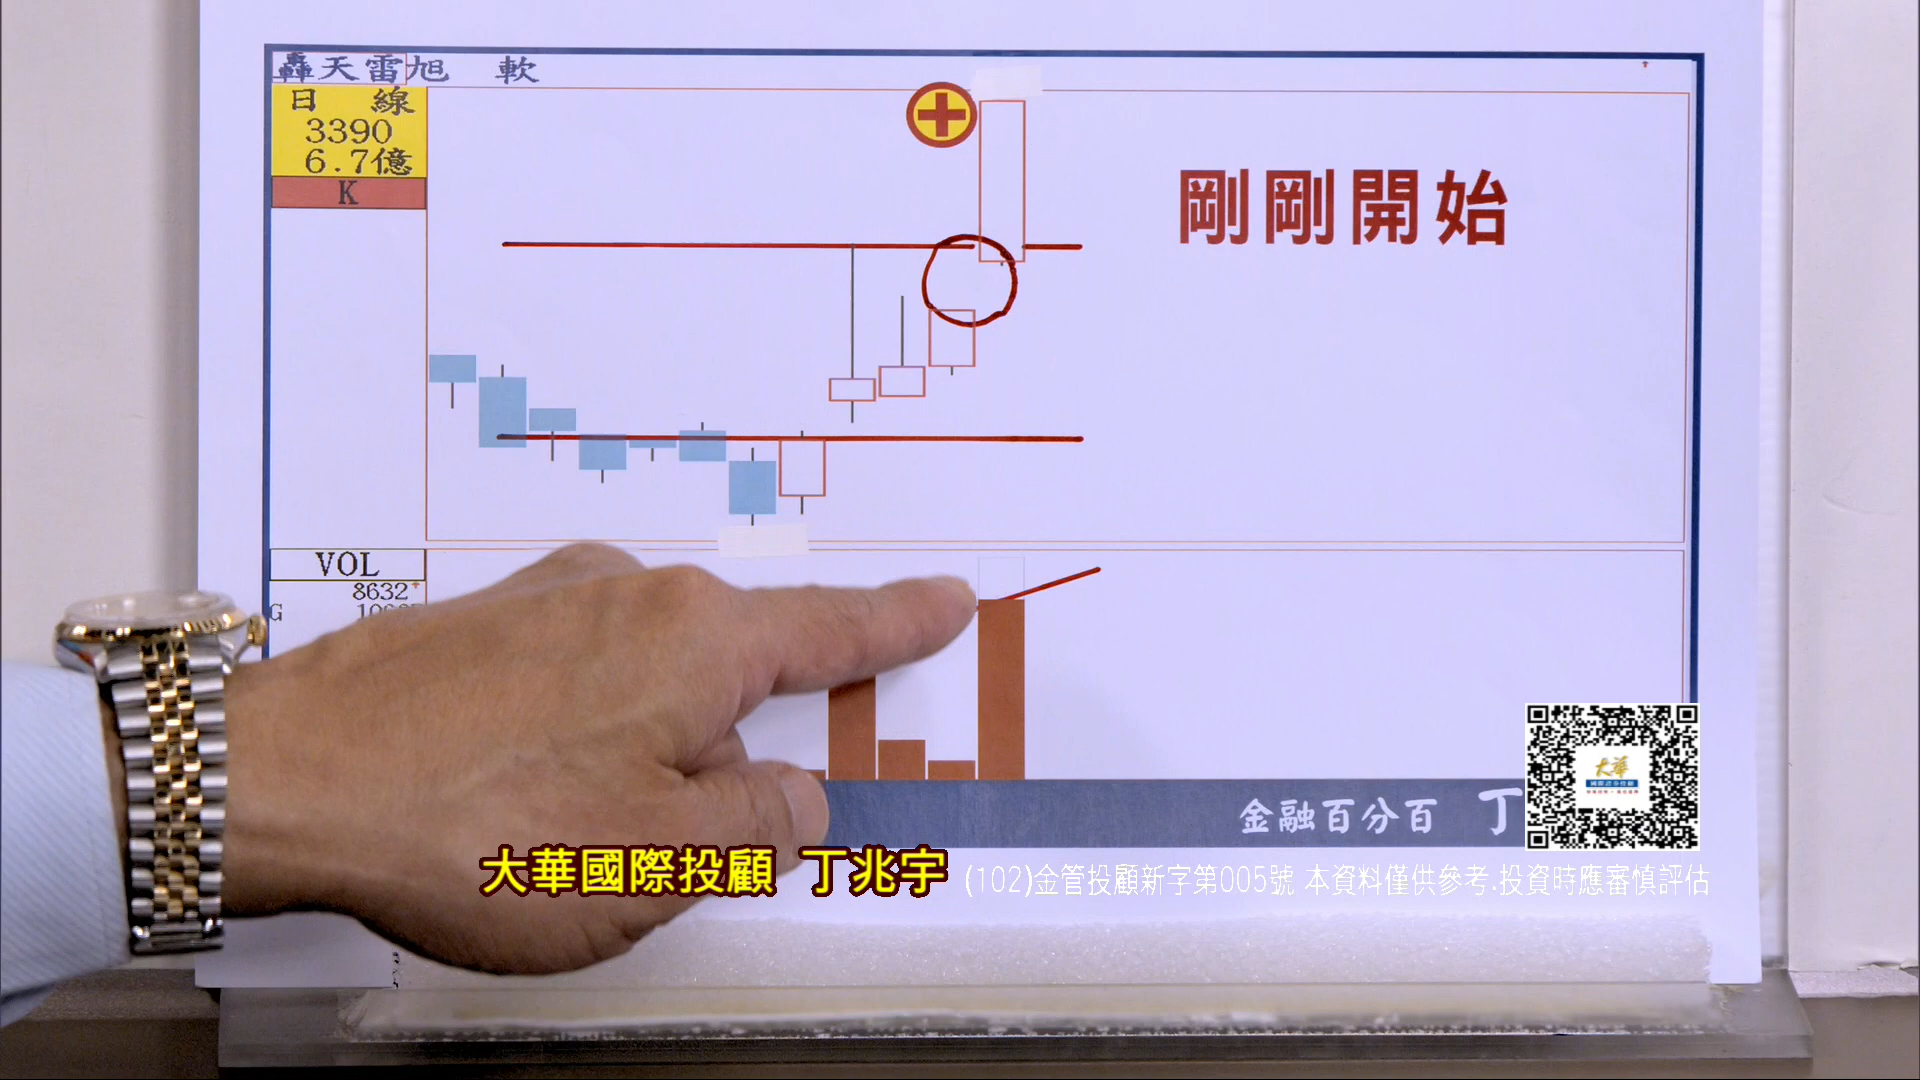 轟天雷旭 軟
日 線
3390
6.7億
K
剛剛開始
VOL
8632
G
金融百分百 丁
大華
大華國際投顧 丁兆宇 (102)金管投顧新字第005號 本資料僅供參考.投資時應審慎評估